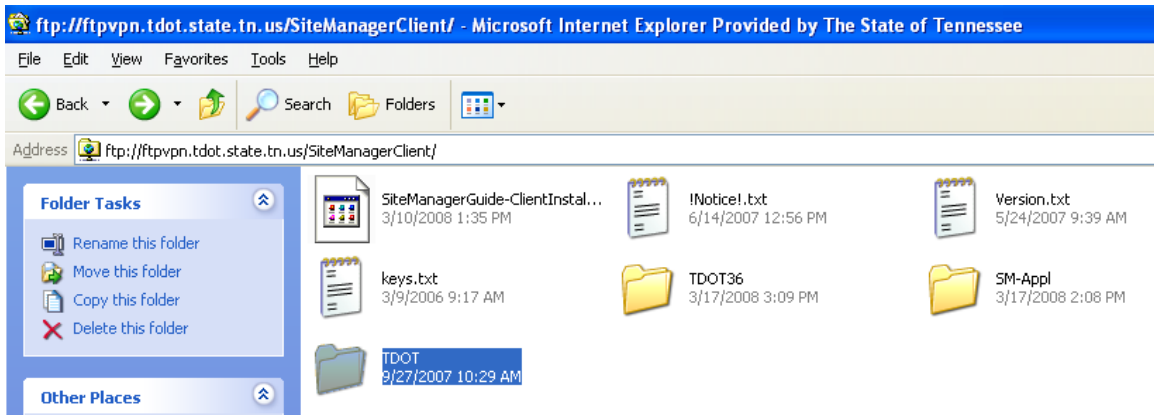 ftp://ftpvpn.tdot.state.tn.us/SiteManagerClient/ - Microsoft Internet Explorer Provided by The State of Tennessee
File Edit View Favorites Tools Help
Back Search Folders
Address ftp://ftpvpn.tdot.state.tn.us/SiteManagerClient/
Folder Tasks
Rename this folder
Move this folder
Copy this folder
Delete this folder
Other Places
SiteManagerGuide-ClientInstal...
3/10/2008 1:35 PM
!Notice!.txt
6/14/2007 12:56 PM
Version.txt
5/24/2007 9:39 AM
keys.txt
3/9/2006 9:17 AM
TDOT36
3/17/2008 3:09 PM
SM-Appl
3/17/2008 2:08 PM
TDOT
9/27/2007 10:29 AM